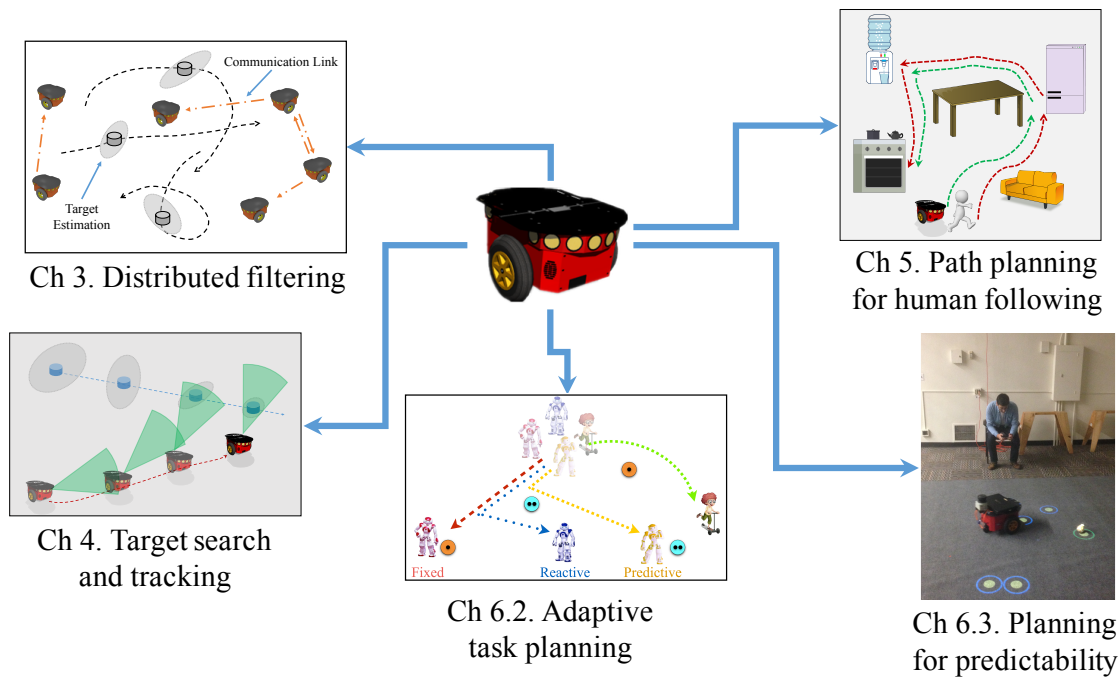 Communication Link
Target
Estimation
Ch 3. Distributed filtering
Ch 5. Path planning
for human following
Ch 4. Target search
and tracking
Fixed
Reactive
Predictive
Ch 6.2. Adaptive
task planning
Ch 6.3. Planning
for predictability